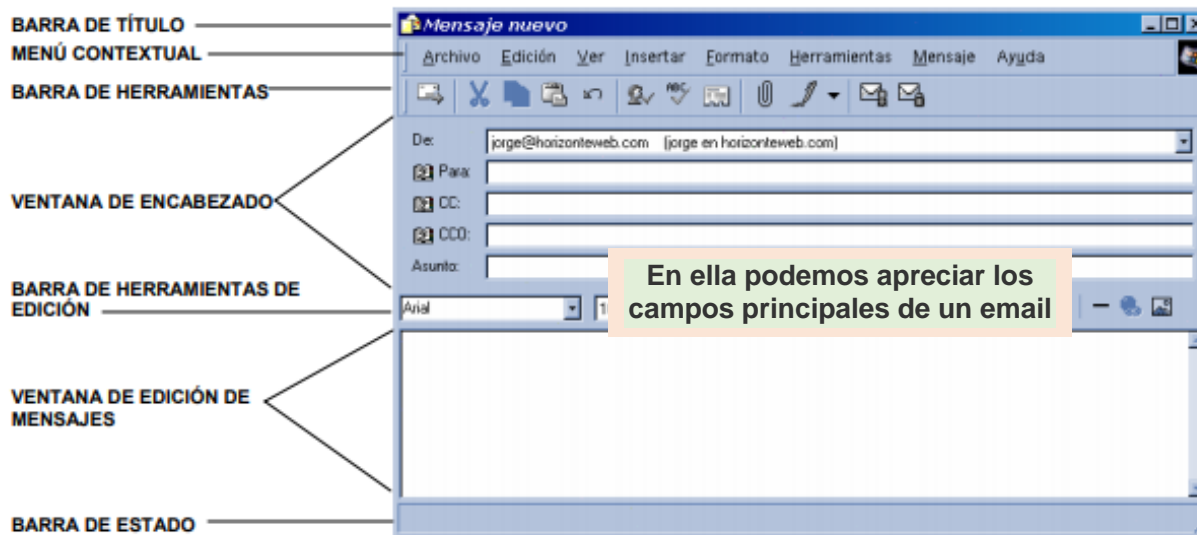 BARRA DE TÍTULO
MENÚ CONTEXTUAL
BARRA DE HERRAMIENTAS
VENTANA DE ENCABEZADO
BARRA DE HERRAMIENTAS DE
EDICIÓN
VENTANA DE EDICIÓN DE
MENSAJES
BARRA DE ESTADO
Mensaje nuevo
Archivo Edición Ver Insertar Formato Herramientas Mensaje Ayuda
De: jorge@horizonteweb.com (jorge en horizonteweb.com)
Para:
CC:
CCO:
Asunto:
Arial
En ella podemos apreciar los
campos principales de un email